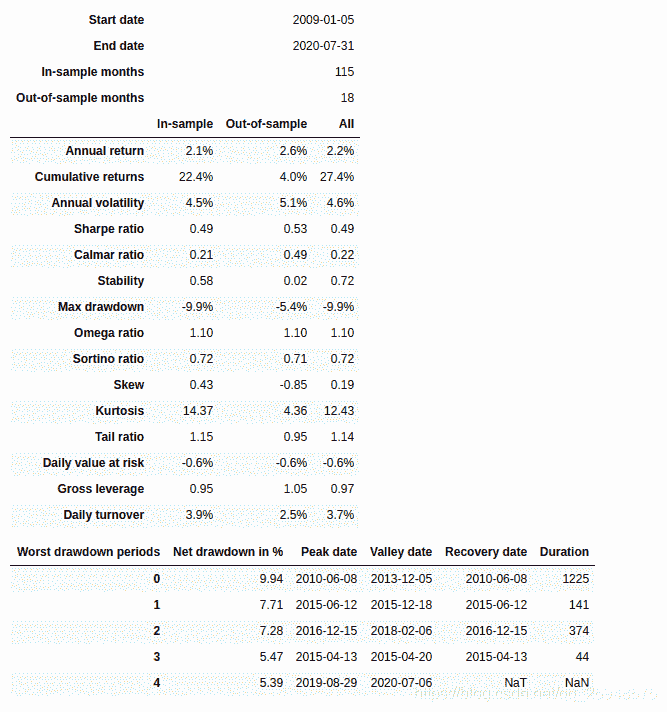 Start date 2009-01-05
End date 2020-07-31
In-sample months 115
Out-of-sample months 18
In-sample Out-of-sample All
Annual return 2.1% 2.6% 2.2%
Cumulative returns 22.4% 4.0% 27.4%
Annual volatility 4.5% 5.1% 4.6%
Sharpe ratio 0.49 0.53 0.49
Calmar ratio 0.21 0.49 0.22
Stability 0.58 0.02 0.72
Max drawdown -9.9% -5.4% -9.9%
Omega ratio 1.10 1.10 1.10
Sortino ratio 0.72 0.71 0.72
Skew 0.43 -0.85 0.19
Kurtosis 14.37 4.36 12.43
Tail ratio 1.15 0.95 1.14
Daily value at risk -0.6% -0.6% -0.6%
Gross leverage 0.95 1.05 0.97
Daily turnover 3.9% 2.5% 3.7%
Worst drawdown periods Net drawdown in % Peak date Valley date Recovery date Duration
0 9.94 2010-06-08 2013-12-05 2010-06-08 1225
1 7.71 2015-06-12 2015-12-18 2015-06-12 141
2 7.28 2016-12-15 2018-02-06 2016-12-15 374
3 5.47 2015-04-13 2015-04-20 2015-04-13 44
4 5.39 2019-08-29 2020-07-06 NaT NaN